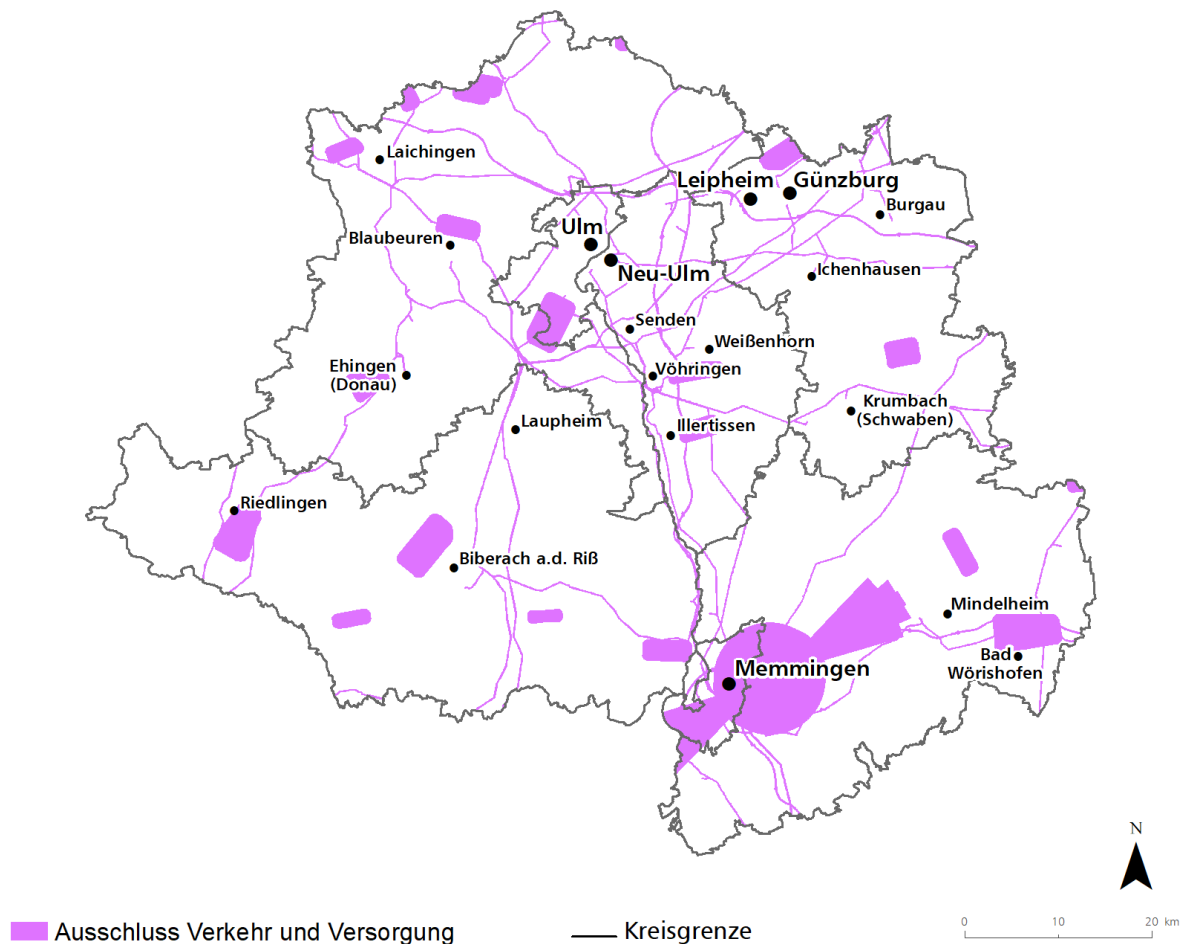 Laichingen
Leipheim
Günzburg
Burgau
Ulm
Blaubeuren
Neu-Ulm
Ichenhausen
Senden
Weißenhorn
Ehingen
(Donau)
Vöhringen
Krumbach
(Schwaben)
Laupheim
Illertissen
Riedlingen
Biberach a.d. Riß
Mindelheim
Bad
Wörishofen
Memmingen
N
Ausschluss Verkehr und Versorgung
Kreisgrenze
0 10 20 km